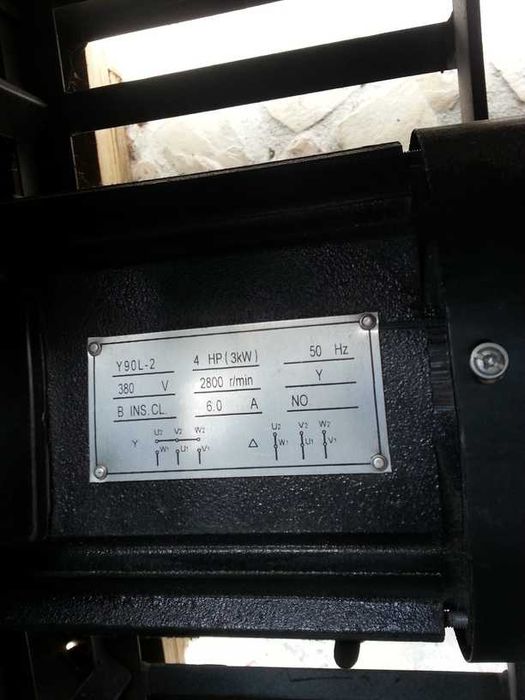 Y90L-2 4 HP(3kW) 50 Hz
380 V 2800 r/min Y
B INS.CL. 6.0 A NO
U2 V2 W2 U2 V2 W2
Y W1 U1 V1 △ W1 U1 V1